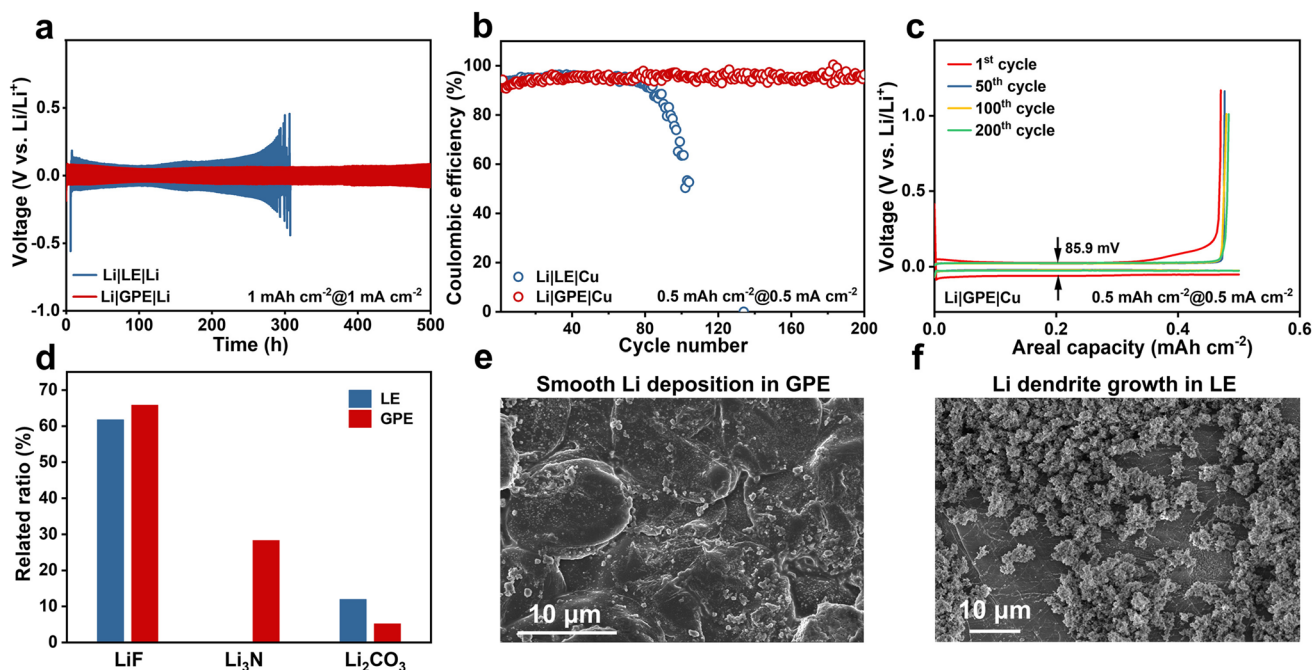 a
Voltage (V vs. Li/Li⁺)
1.0
0.5
0.0
-0.5
-1.0
Li|LE|Li
Li|GPE|Li
1 mAh cm⁻²@1 mA cm⁻²
0
100
200
300
400
500
Time (h)
b
Coulombic efficiency (%)
100
80
60
40
20
0
Li|LE|Cu
Li|GPE|Cu
0.5 mAh cm⁻²@0.5 mA cm⁻²
40
80
120
160
200
Cycle number
c
Voltage (V vs. Li/Li⁺)
1.0
0.5
0.0
1ˢᵗ cycle
50ᵗʰ cycle
100ᵗʰ cycle
200ᵗʰ cycle
85.9 mV
Li|GPE|Cu
0.5 mAh cm⁻²@0.5 mA cm⁻²
0.0
0.2
0.4
0.6
Areal capacity (mAh cm⁻²)
d
Related ratio (%)
70
60
50
40
30
20
10
0
LE
GPE
LiF
Li₃N
Li₂CO₃
e
Smooth Li deposition in GPE
10 μm
f
Li dendrite growth in LE
10 μm